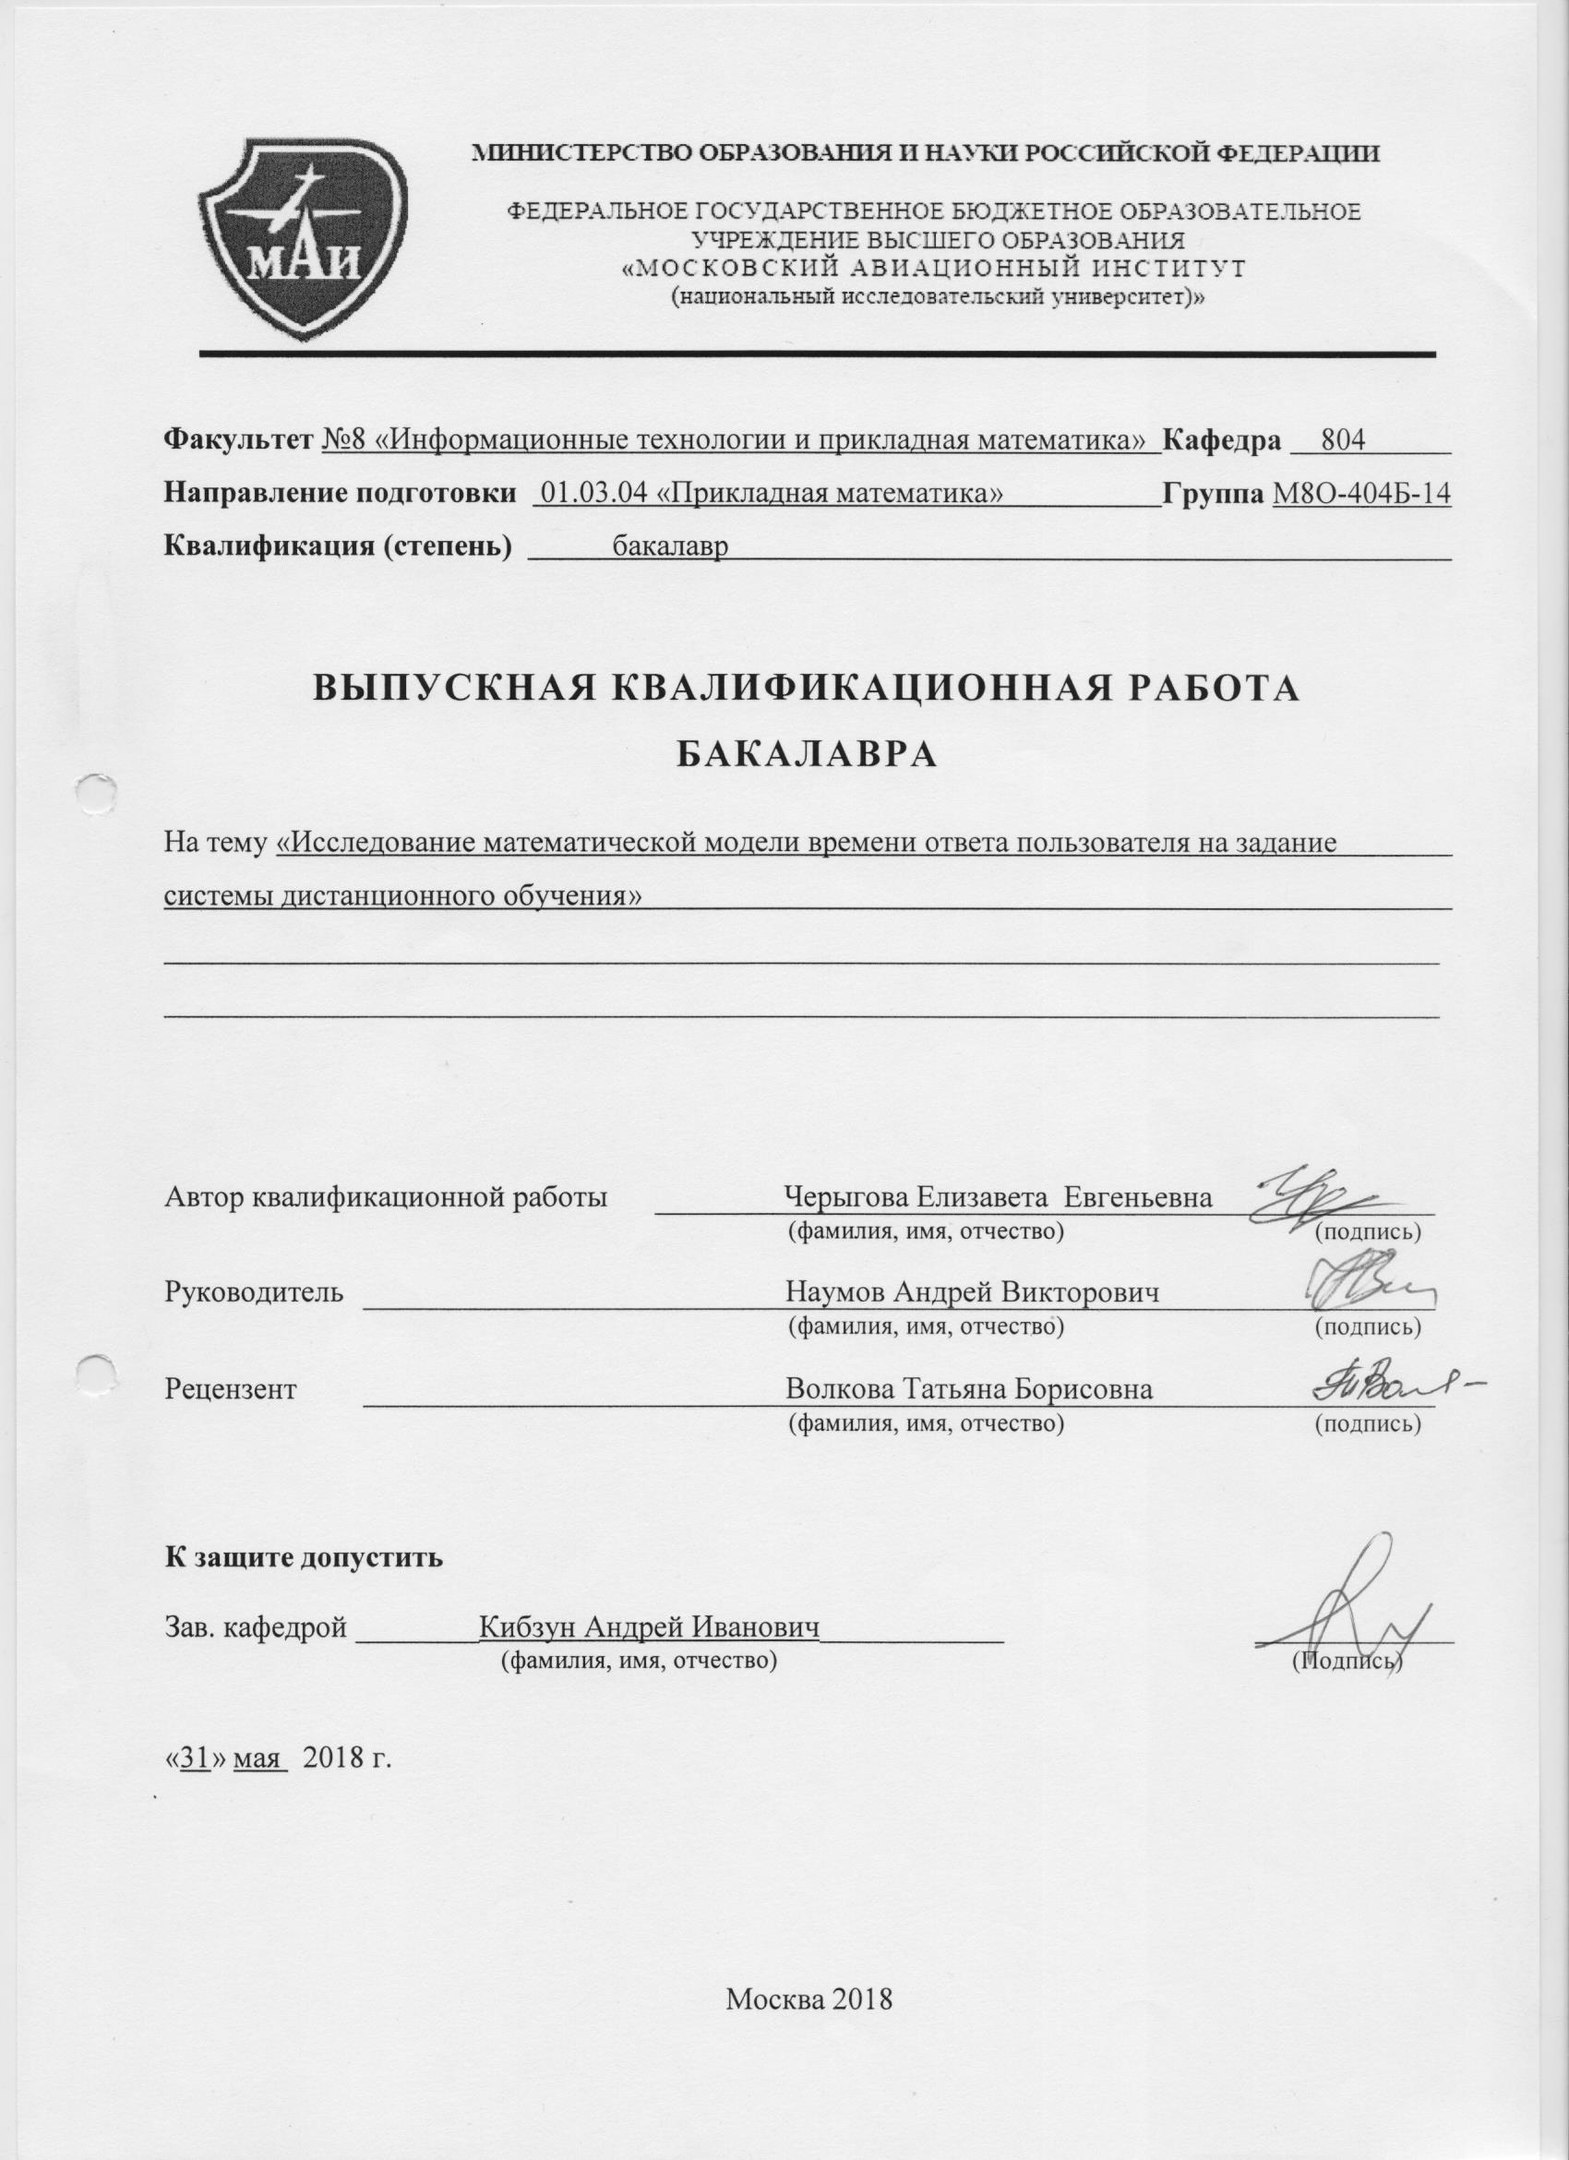 МАИ
МИНИСТЕРСТВО ОБРАЗОВАНИЯ И НАУКИ РОССИЙСКОЙ ФЕДЕРАЦИИ
ФЕДЕРАЛЬНОЕ ГОСУДАРСТВЕННОЕ БЮДЖЕТНОЕ ОБРАЗОВАТЕЛЬНОЕ
УЧРЕЖДЕНИЕ ВЫСШЕГО ОБРАЗОВАНИЯ
«МОСКОВСКИЙ АВИАЦИОННЫЙ ИНСТИТУТ
(национальный исследовательский университет)»
Факультет №8 «Информационные технологии и прикладная математика» Кафедра 804
Направление подготовки 01.03.04 «Прикладная математика» Группа М8О-404Б-14
Квалификация (степень) бакалавр
ВЫПУСКНАЯ КВАЛИФИКАЦИОННАЯ РАБОТА
БАКАЛАВРА
На тему «Исследование математической модели времени ответа пользователя на задание
системы дистанционного обучения»
Автор квалификационной работы Черыгова Елизавета Евгеньевна
(фамилия, имя, отчество) (подпись)
Руководитель Наумов Андрей Викторович
(фамилия, имя, отчество) (подпись)
Рецензент Волкова Татьяна Борисовна
(фамилия, имя, отчество) (подпись)
К защите допустить
Зав. кафедрой Кибзун Андрей Иванович
(фамилия, имя, отчество) (Подпись)
«31» мая 2018 г.
Москва 2018